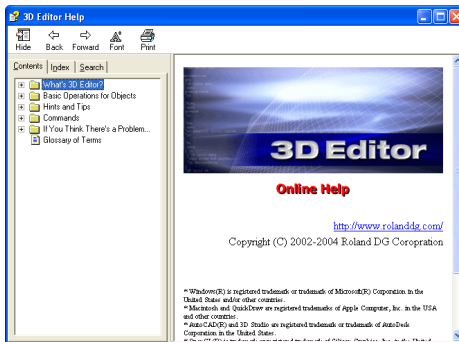 3D Editor Help
Hide Back Forward Font Print
Contents Index Search
What's 3D Editor?
Basic Operations for Objects
Hints and Tips
Commands
If You Think There's a Problem...
Glossary of Terms
3D Editor
Online Help
http://www.rolanddg.com/
Copyright (C) 2002-2004 Roland DG Coropration
* Windows(R) is registered trademark or trademark of Microsoft(R) Corporation in the
United States and/or other countries.
* Macintosh and QuickDraw are registered trademarks of Apple Computer, Inc. in the USA
and other countries.
* AutoCAD(R) and 3D Studio are registered trademark or trademark of AutoDesk
Corporation in the United States.